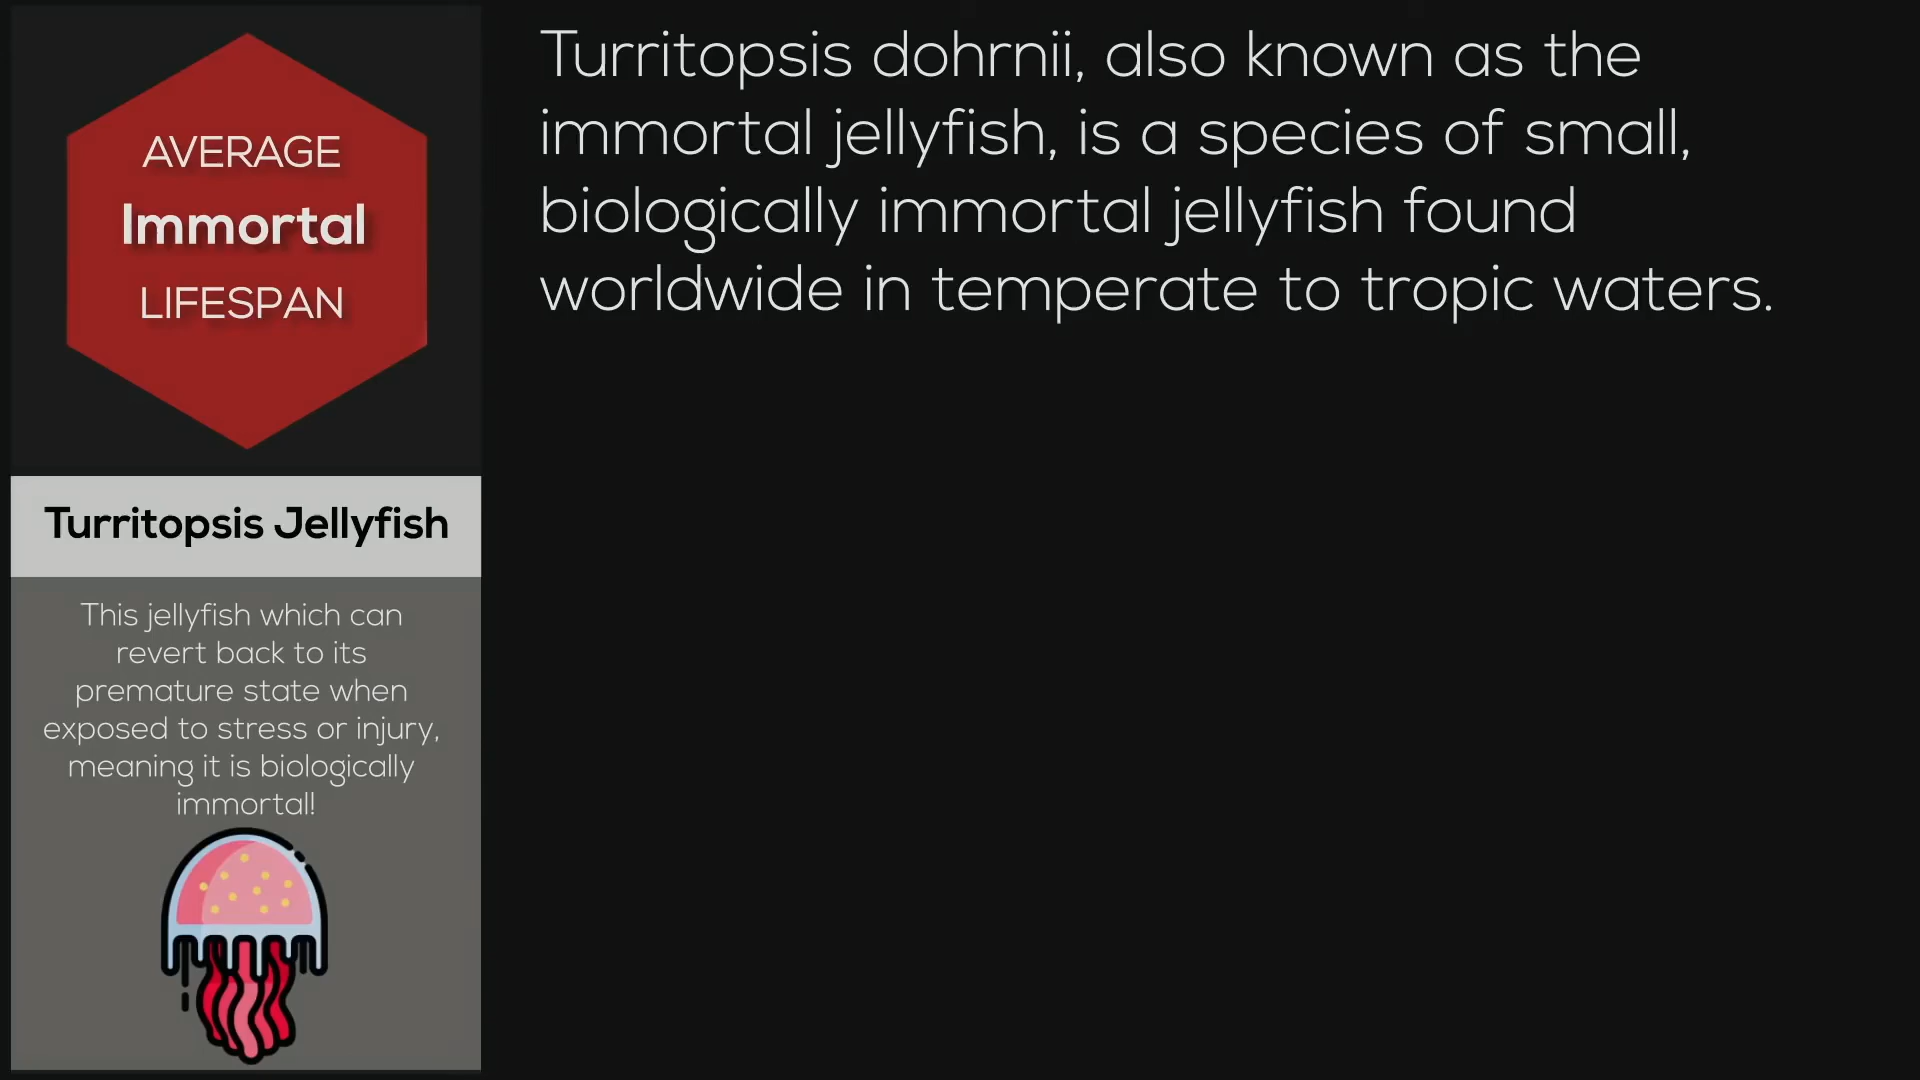 AVERAGE
Immortal
LIFESPAN
Turritopsis Jellyfish
This jellyfish which can
revert back to its
premature state when
exposed to stress or injury,
meaning it is biologically
immortal!
Turritopsis dohrnii, also known as the
immortal jellyfish, is a species of small,
biologically immortal jellyfish found
worldwide in temperate to tropic waters.